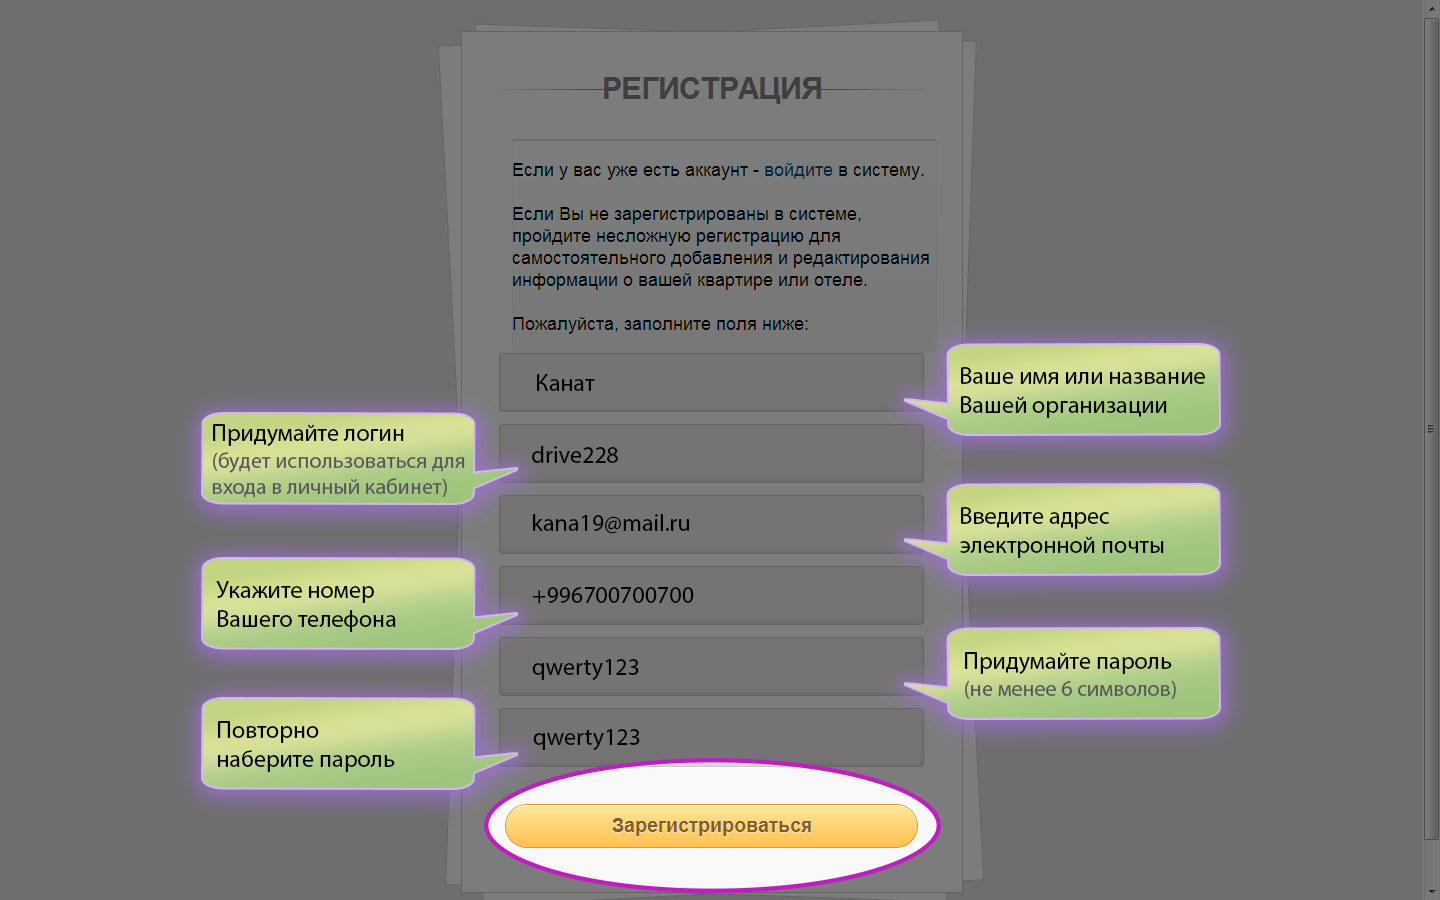 РЕГИСТРАЦИЯ
Если у вас уже есть аккаунт - войдите в систему.
Если Вы не зарегистрированы в системе,
пройдите несложную регистрацию для
самостоятельного добавления и редактирования
информации о вашей квартире или отеле.
Пожалуйста, заполните поля ниже:
Канат
Ваше имя или название
Вашей организации
Придумайте логин
(будет использоваться для
входа в личный кабинет)
drive228
kana19@mail.ru
Введите адрес
электронной почты
Укажите номер
Вашего телефона
+996700700700
qwerty123
Придумайте пароль
(не менее 6 символов)
Повторно
наберите пароль
qwerty123
Зарегистрироваться